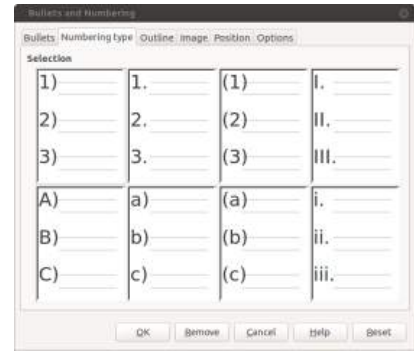 Bullets and Numbering
Bullets Numbering type Outline Image Position Options
Selection
1) 1. (1) I.
2) 2. (2) II.
3) 3. (3) III.
A) a) (a) i.
B) b) (b) ii.
C) c) (c) iii.
OK Remove Cancel Help Reset